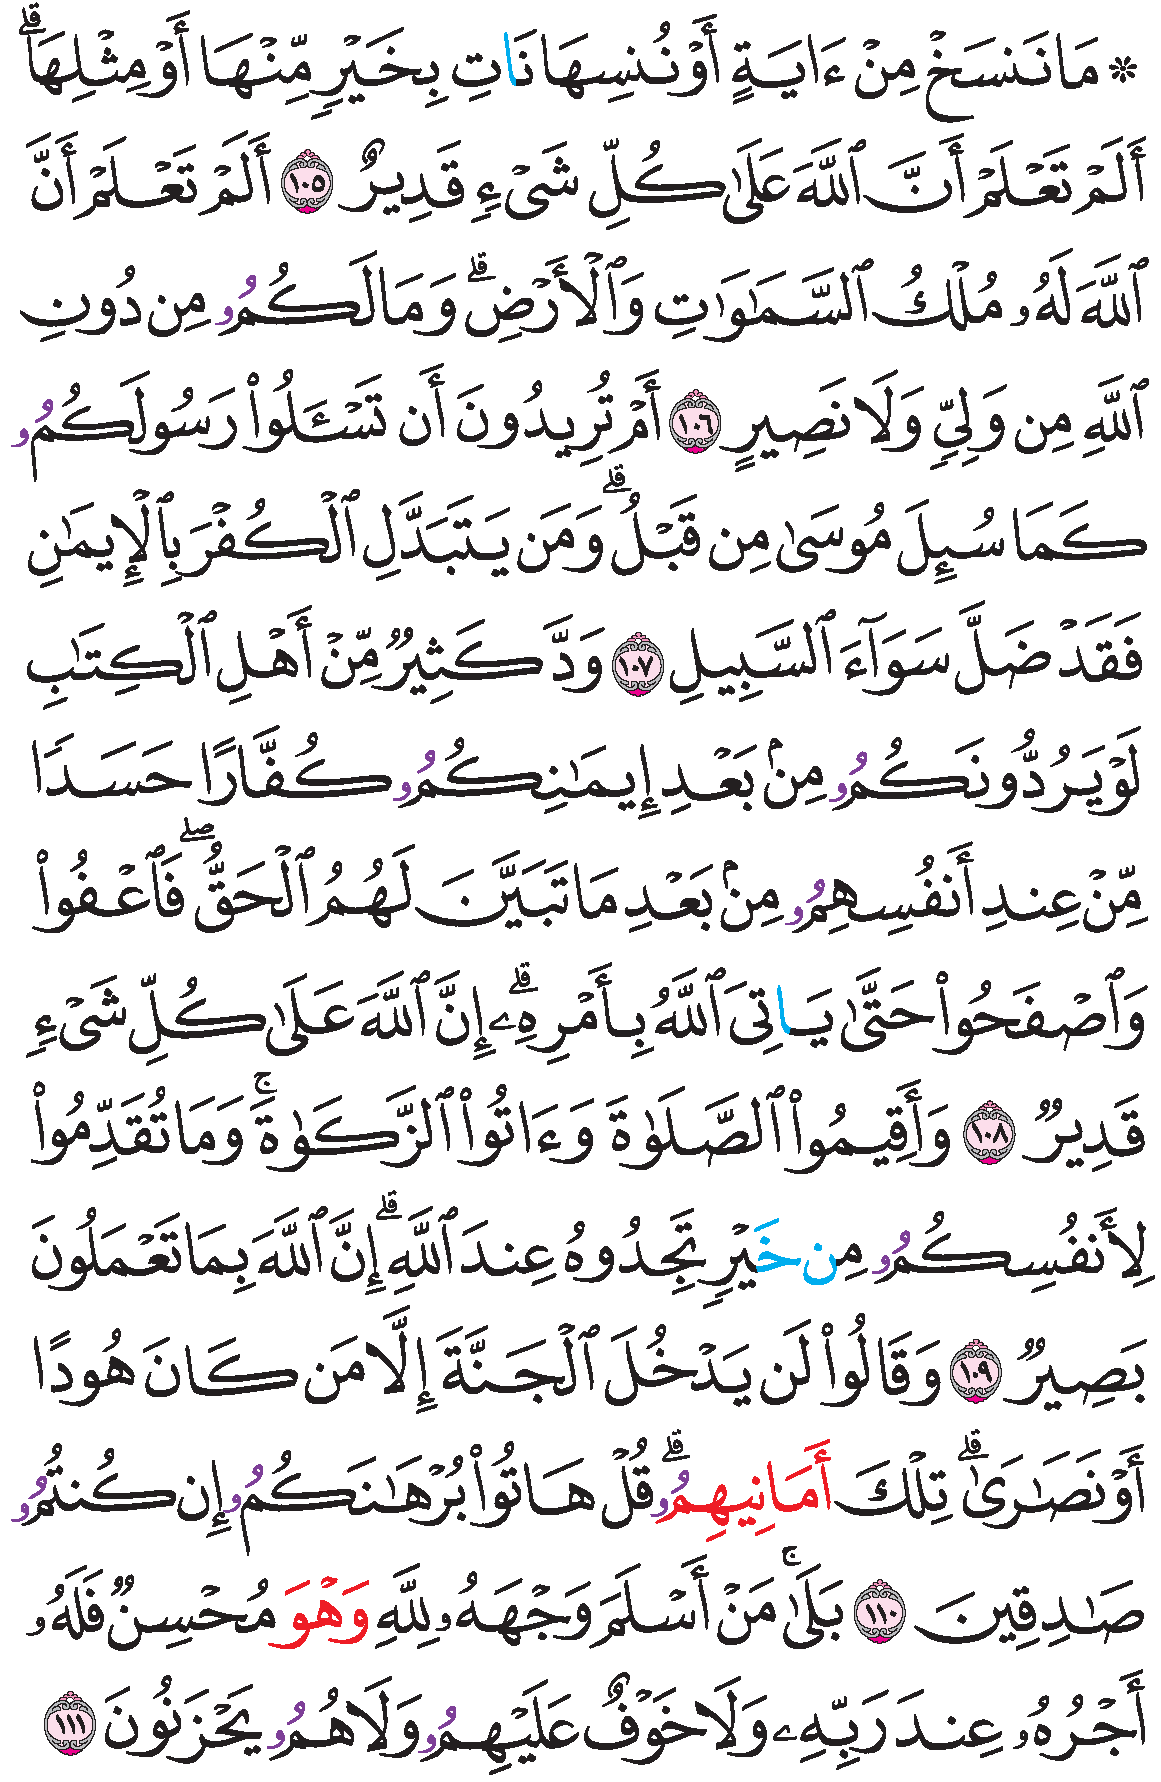 ۞ مَا نَنسَخْ مِنْ ءَايَةٍ أَوْ نُنسِهَا نَاتِ بِخَيْرٍ مِّنْهَا أَوْ مِثْلِهَاۗ
أَلَمْ تَعْلَمْ أَنَّ ٱللَّهَ عَلَىٰ كُلِّ شَىْءٍ قَدِيرٌ ١٠٥ أَلَمْ تَعْلَمْ أَنَّ
ٱللَّهَ لَهُۥ مُلْكُ ٱلسَّمَٰوَٰتِ وَٱلْأَرْضِۗ وَمَا لَكُمُۥ مِن دُونِ
ٱللَّهِ مِن وَلِيٍّ وَلَا نَصِيرٍ ١٠٦ أَمْ تُرِيدُونَ أَن تَسْـَٔلُوا۟ رَسُولَكُمُۥ
كَمَا سُئِلَ مُوسَىٰ مِن قَبْلُۗ وَمَن يَتَبَدَّلِ ٱلْكُفْرَ بِٱلْإِيمَٰنِ
فَقَدْ ضَلَّ سَوَآءَ ٱلسَّبِيلِ ١٠٧ وَدَّ كَثِيرٌ مِّنْ أَهْلِ ٱلْكِتَٰبِ
لَوْ يَرُدُّونَكُمُۥ مِنۢ بَعْدِ إِيمَٰنِكُمُۥ كُفَّارًا حَسَدًا
مِّنْ عِندِ أَنفُسِهِمُۥ مِنۢ بَعْدِ مَا تَبَيَّنَ لَهُمُ ٱلْحَقُّۖ فَٱعْفُوا۟
وَٱصْفَحُوا۟ حَتَّىٰ يَاتِىَ ٱللَّهُ بِأَمْرِهِۦۗ إِنَّ ٱللَّهَ عَلَىٰ كُلِّ شَىْءٍ
قَدِيرٌ ١٠٨ وَأَقِيمُوا۟ ٱلصَّلَوٰةَ وَءَاتُوا۟ ٱلزَّكَوٰةَۚ وَمَا تُقَدِّمُوا۟
لِأَنفُسِكُمُۥ مِن خَيْرٍ تَجِدُوهُ عِندَ ٱللَّهِۗ إِنَّ ٱللَّهَ بِمَا تَعْمَلُونَ
بَصِيرٌ ١٠٩ وَقَالُوا۟ لَن يَدْخُلَ ٱلْجَنَّةَ إِلَّا مَن كَانَ هُودًا
أَوْ نَصَٰرَىٰۗ تِلْكَ أَمَانِيهِمُۥۗ قُلْ هَاتُوا۟ بُرْهَٰنَكُمُۥ إِن كُنتُمُۥ
صَٰدِقِينَ ١١٠ بَلَىٰۚ مَنْ أَسْلَمَ وَجْهَهُۥ لِلَّهِ وَهْوَ مُحْسِنٌ فَلَهُۥ
أَجْرُهُۥ عِندَ رَبِّهِۦ وَلَا خَوْفٌ عَلَيْهِمُۥ وَلَا هُمُۥ يَحْزَنُونَ ١١١